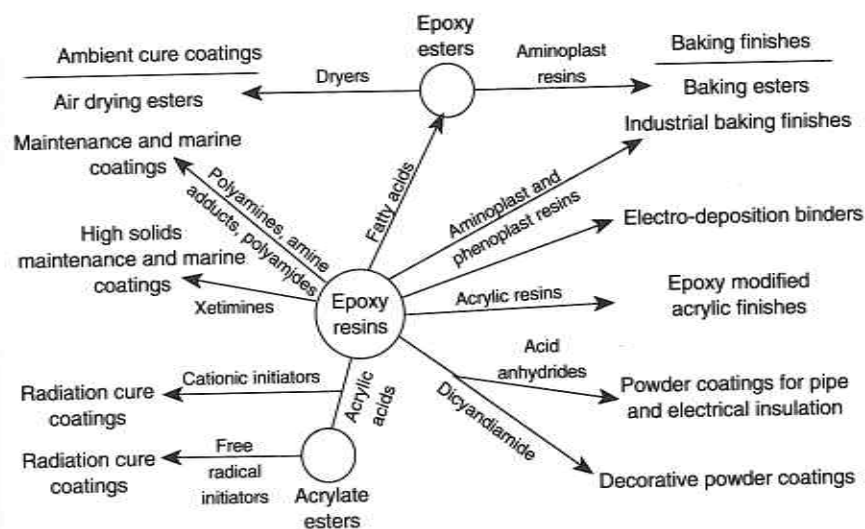 Epoxy
esters
Ambient cure coatings
Baking finishes
Dryers
Aminoplast
resins
Air drying esters
Baking esters
Maintenance and marine
coatings
Industrial baking finishes
Polyamines, amine
adducts, polyamides
Fatty acids
Aminoplast and
phenoplast resins
Electro-deposition binders
High solids
maintenance and marine
coatings
Xetimines
Epoxy
resins
Acrylic resins
Epoxy modified
acrylic finishes
Acid
anhydrides
Cationic initiators
Acrylic
acids
Dicyandiamide
Radiation cure
coatings
Powder coatings for pipe
and electrical insulation
Radiation cure
coatings
Free
radical
initiators
Acrylate
esters
Decorative powder coatings